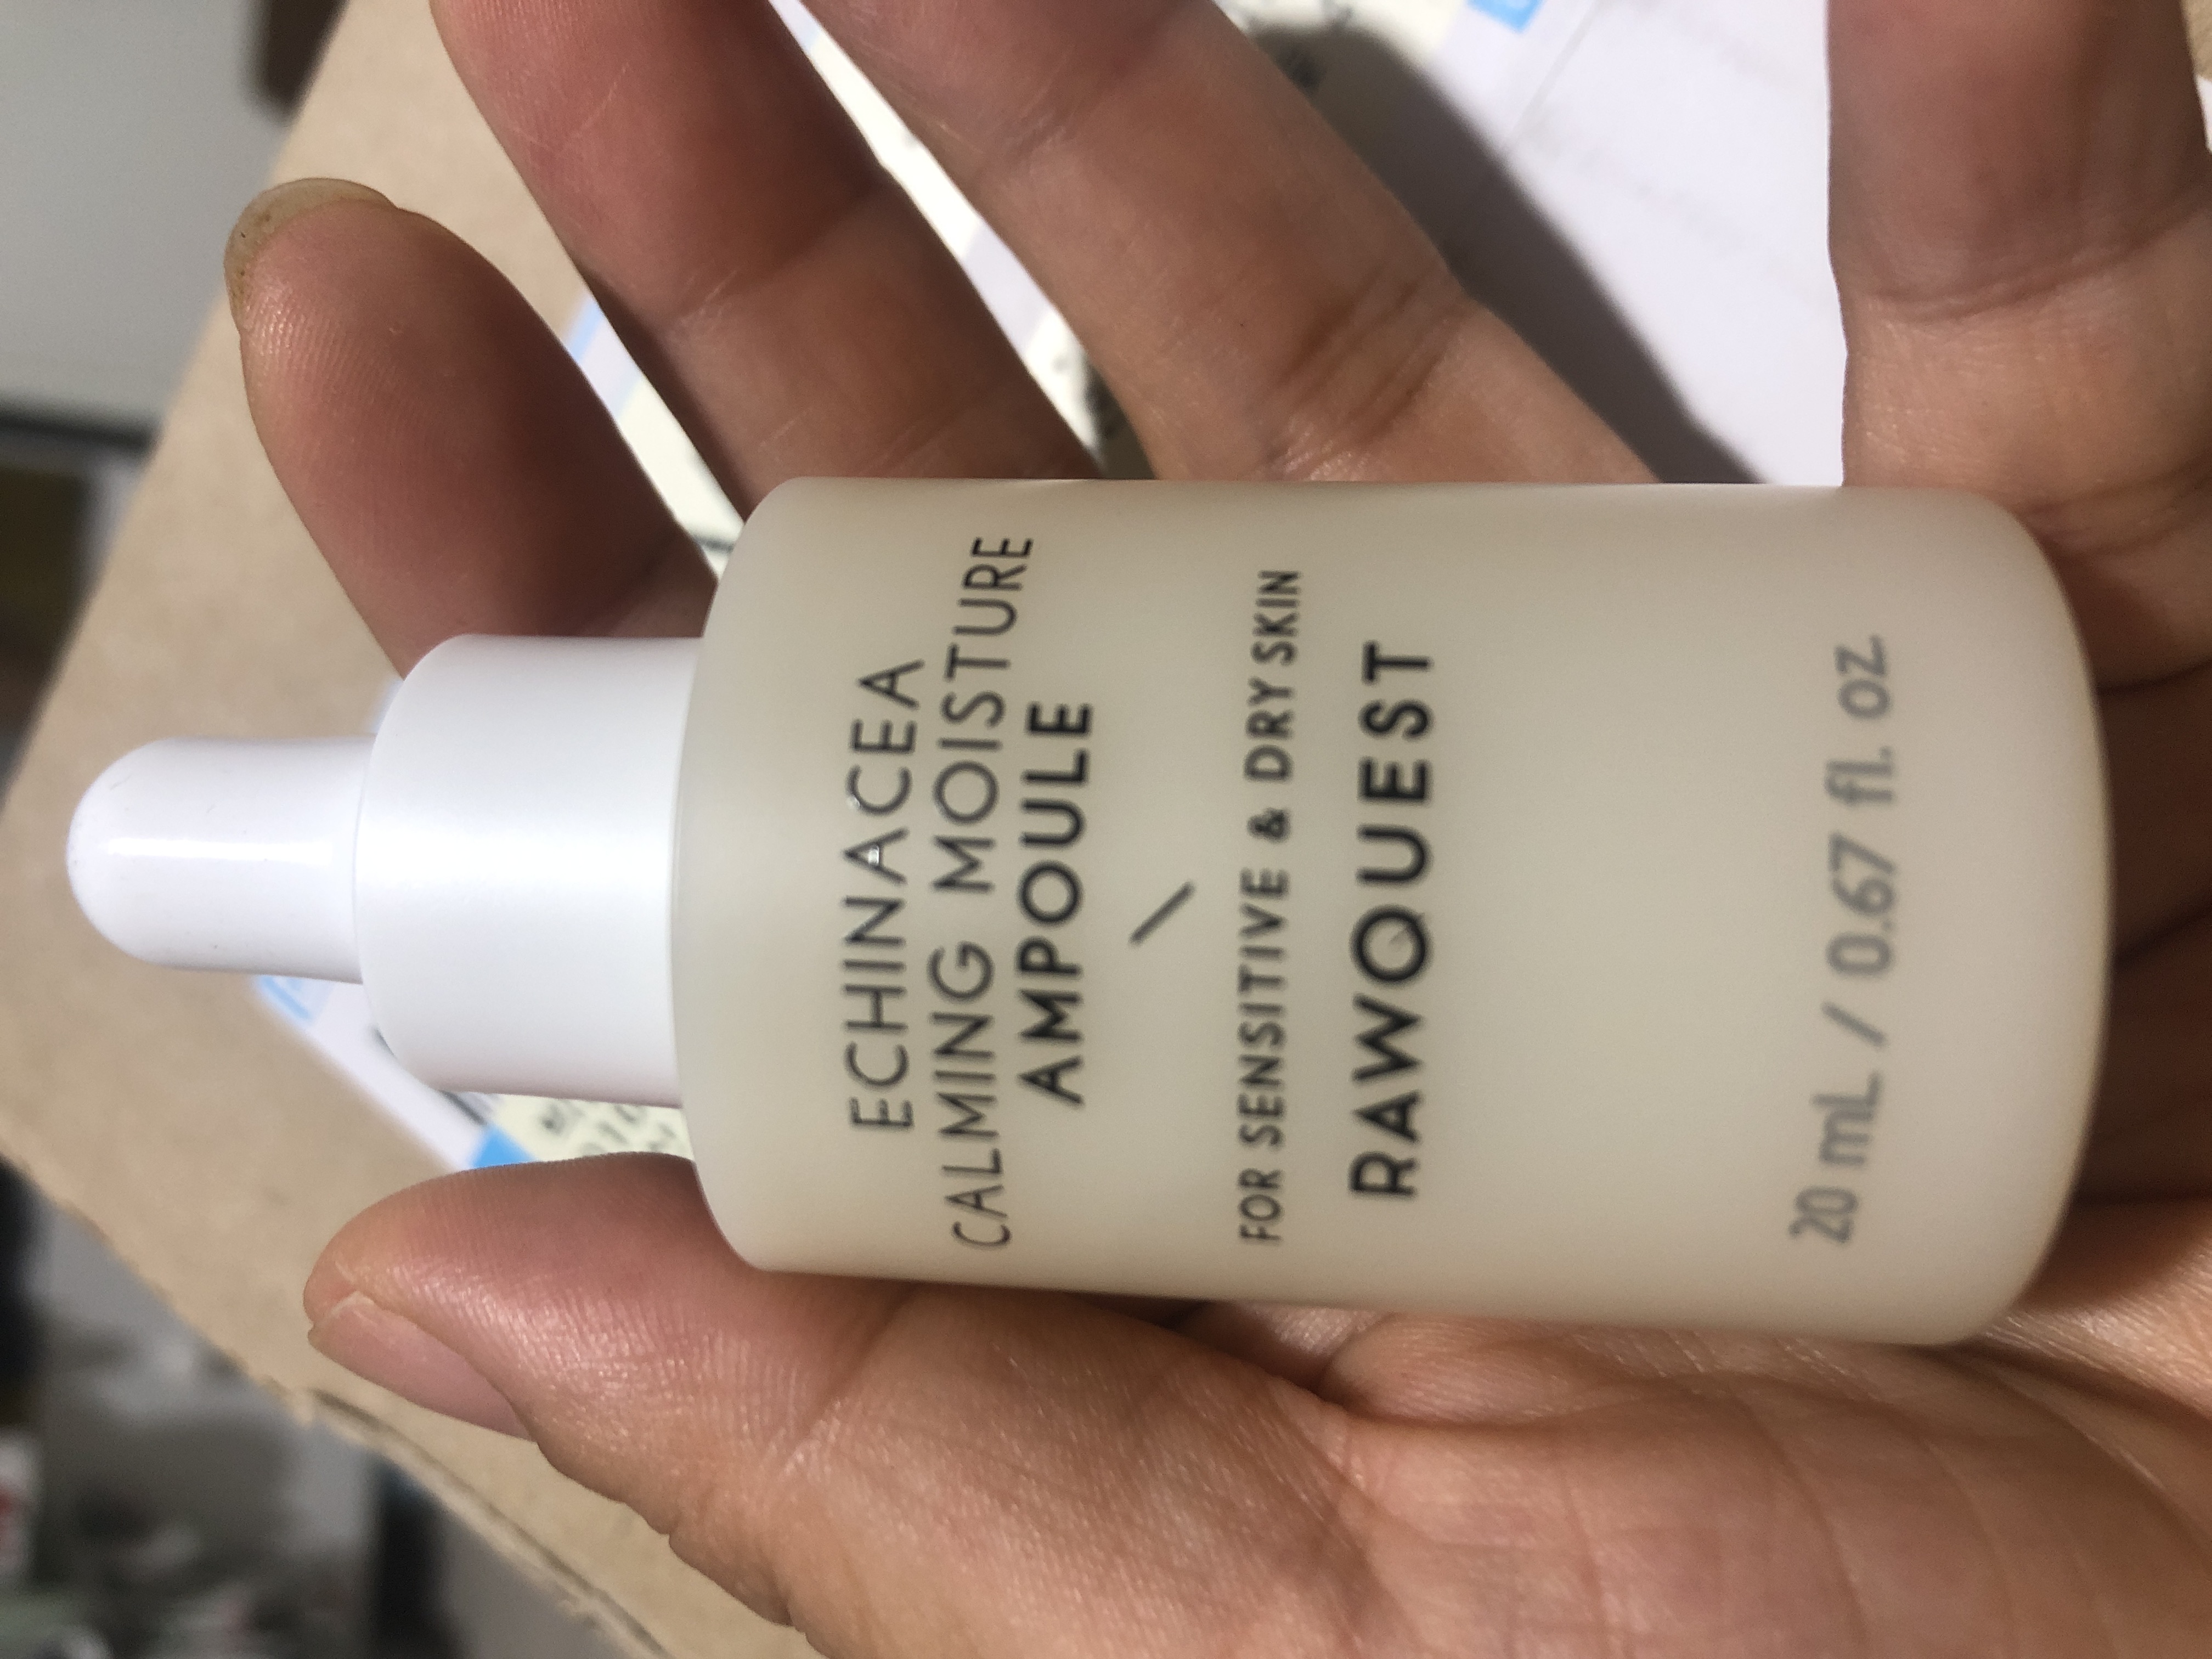 ECHINACEA
CALMING MOISTURE
AMPOULE
/
FOR SENSITIVE & DRY SKIN
RAWQUEST
20 mL / 0.67 fl. oz.